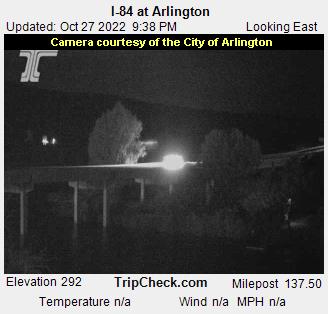 I-84 at Arlington
Updated: Oct 27 2022 9:38 PM Looking East
Camera courtesy of the City of Arlington
Elevation 292 TripCheck.com Milepost 137.50
Temperature n/a Wind n/a MPH n/a